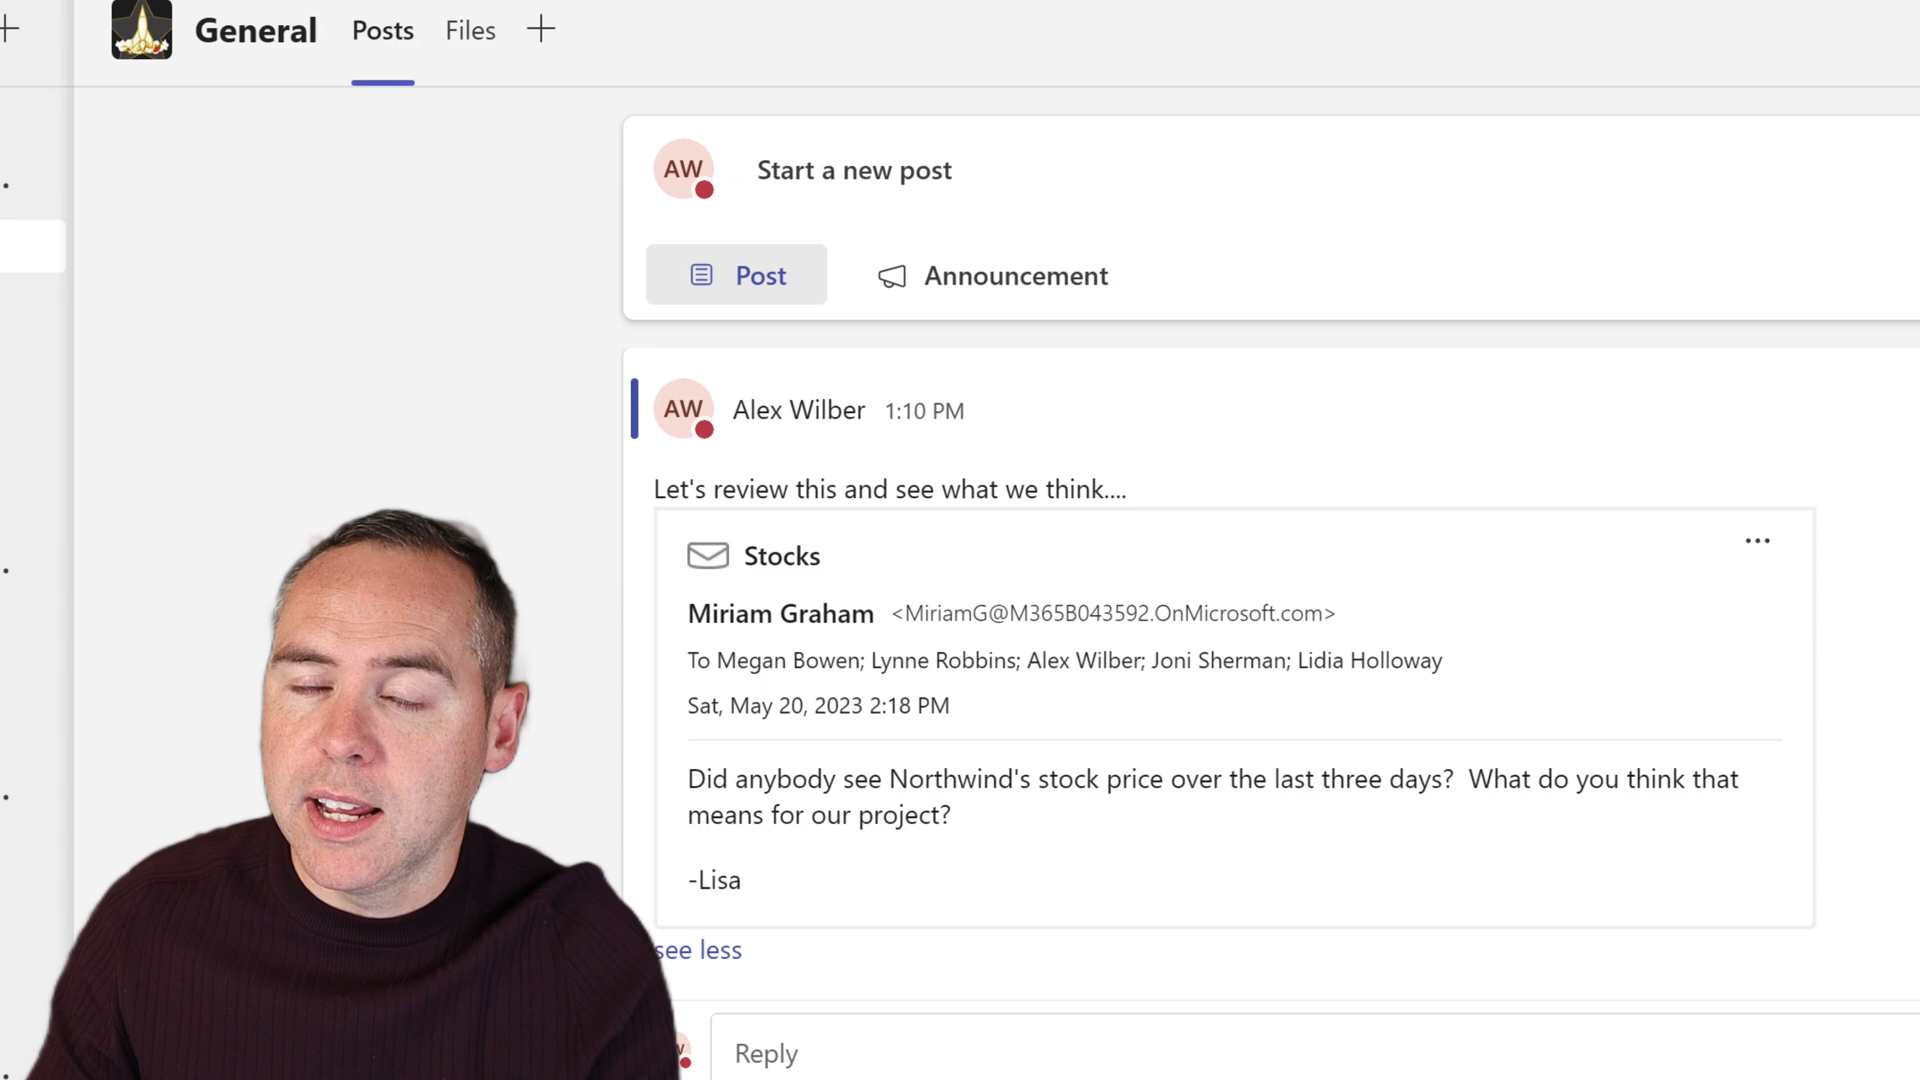 General Posts Files
AW Start a new post
Post Announcement
AW Alex Wilber 1:10 PM
Let's review this and see what we think....
Stocks
Miriam Graham <MiriamG@M365B043592.OnMicrosoft.com>
To Megan Bowen; Lynne Robbins; Alex Wilber; Joni Sherman; Lidia Holloway
Sat, May 20, 2023 2:18 PM
Did anybody see Northwind's stock price over the last three days? What do you think that
means for our project?
-Lisa
see less
Reply